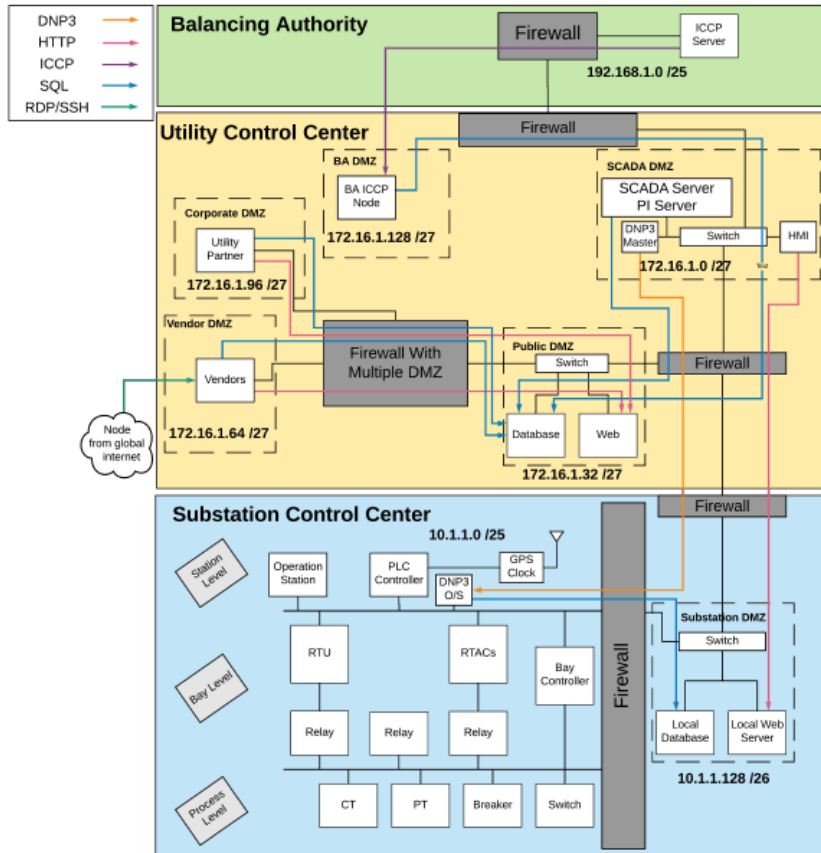 DNP3
HTTP
ICCP
SQL
RDP/SSH
Balancing Authority
Firewall
ICCP
Server
192.168.1.0 /25
Utility Control Center
Firewall
BA DMZ
BA ICCP
Node
172.16.1.128 /27
SCADA DMZ
SCADA Server
PI Server
DNP3
Master
Switch
HMI
172.16.1.0 /27
Text
Corporate DMZ
Utility
Partner
172.16.1.96 /27
Vendor DMZ
Vendors
172.16.1.64 /27
Node
from global
internet
Firewall With
Multiple DMZ
Public DMZ
Switch
Database
Web
172.16.1.32 /27
Firewall
Firewall
Substation Control Center
10.1.1.0 /25
Station
Level
Operation
Station
PLC
Controller
GPS
Clock
DNP3
O/S
Bay Level
RTU
RTACs
Bay
Controller
Relay
Relay
Relay
Process
Level
CT
PT
Breaker
Switch
Firewall
Substation DMZ
Switch
Local
Database
Local Web
Server
10.1.1.128 /26